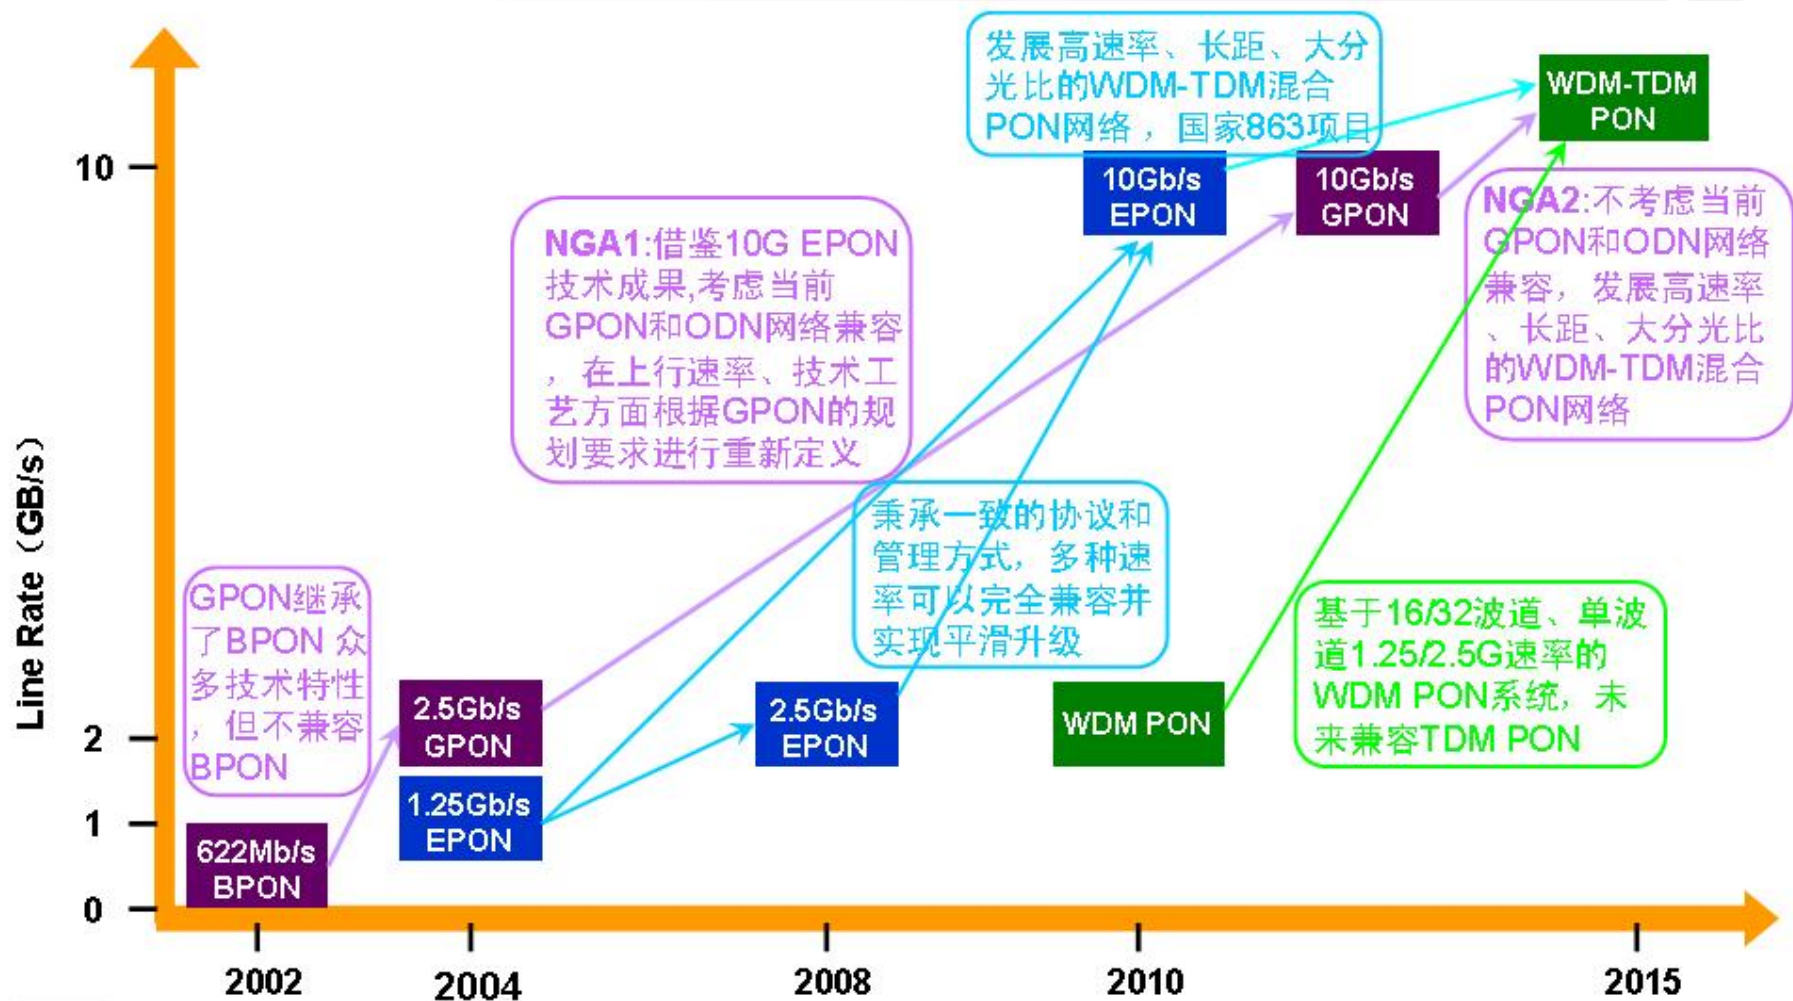 发展高速率、长距、大分
光比的WDM-TDM混合
PON网络，国家863项目
WDM-TDM
PON
10
10Gb/s
EPON
10Gb/s
GPON
NGA1:借鉴10G EPON
技术成果,考虑当前
GPON和ODN网络兼容
，在上行速率、技术工
艺方面根据GPON的规
划要求进行重新定义
NGA2:不考虑当前
GPON和ODN网络
兼容，发展高速率
、长距、大分光比
的WDM-TDM混合
PON网络
Line Rate（GB/s）
秉承一致的协议和
管理方式，多种速
率可以完全兼容并
实现平滑升级
GPON继承
了BPON 众
多技术特性
，但不兼容
BPON
基于16/32波道、单波
道1.25/2.5G速率的
WDM PON系统，未
来兼容TDM PON
2
2.5Gb/s
GPON
2.5Gb/s
EPON
WDM PON
1
1.25Gb/s
EPON
622Mb/s
BPON
0
2002
2004
2008
2010
2015